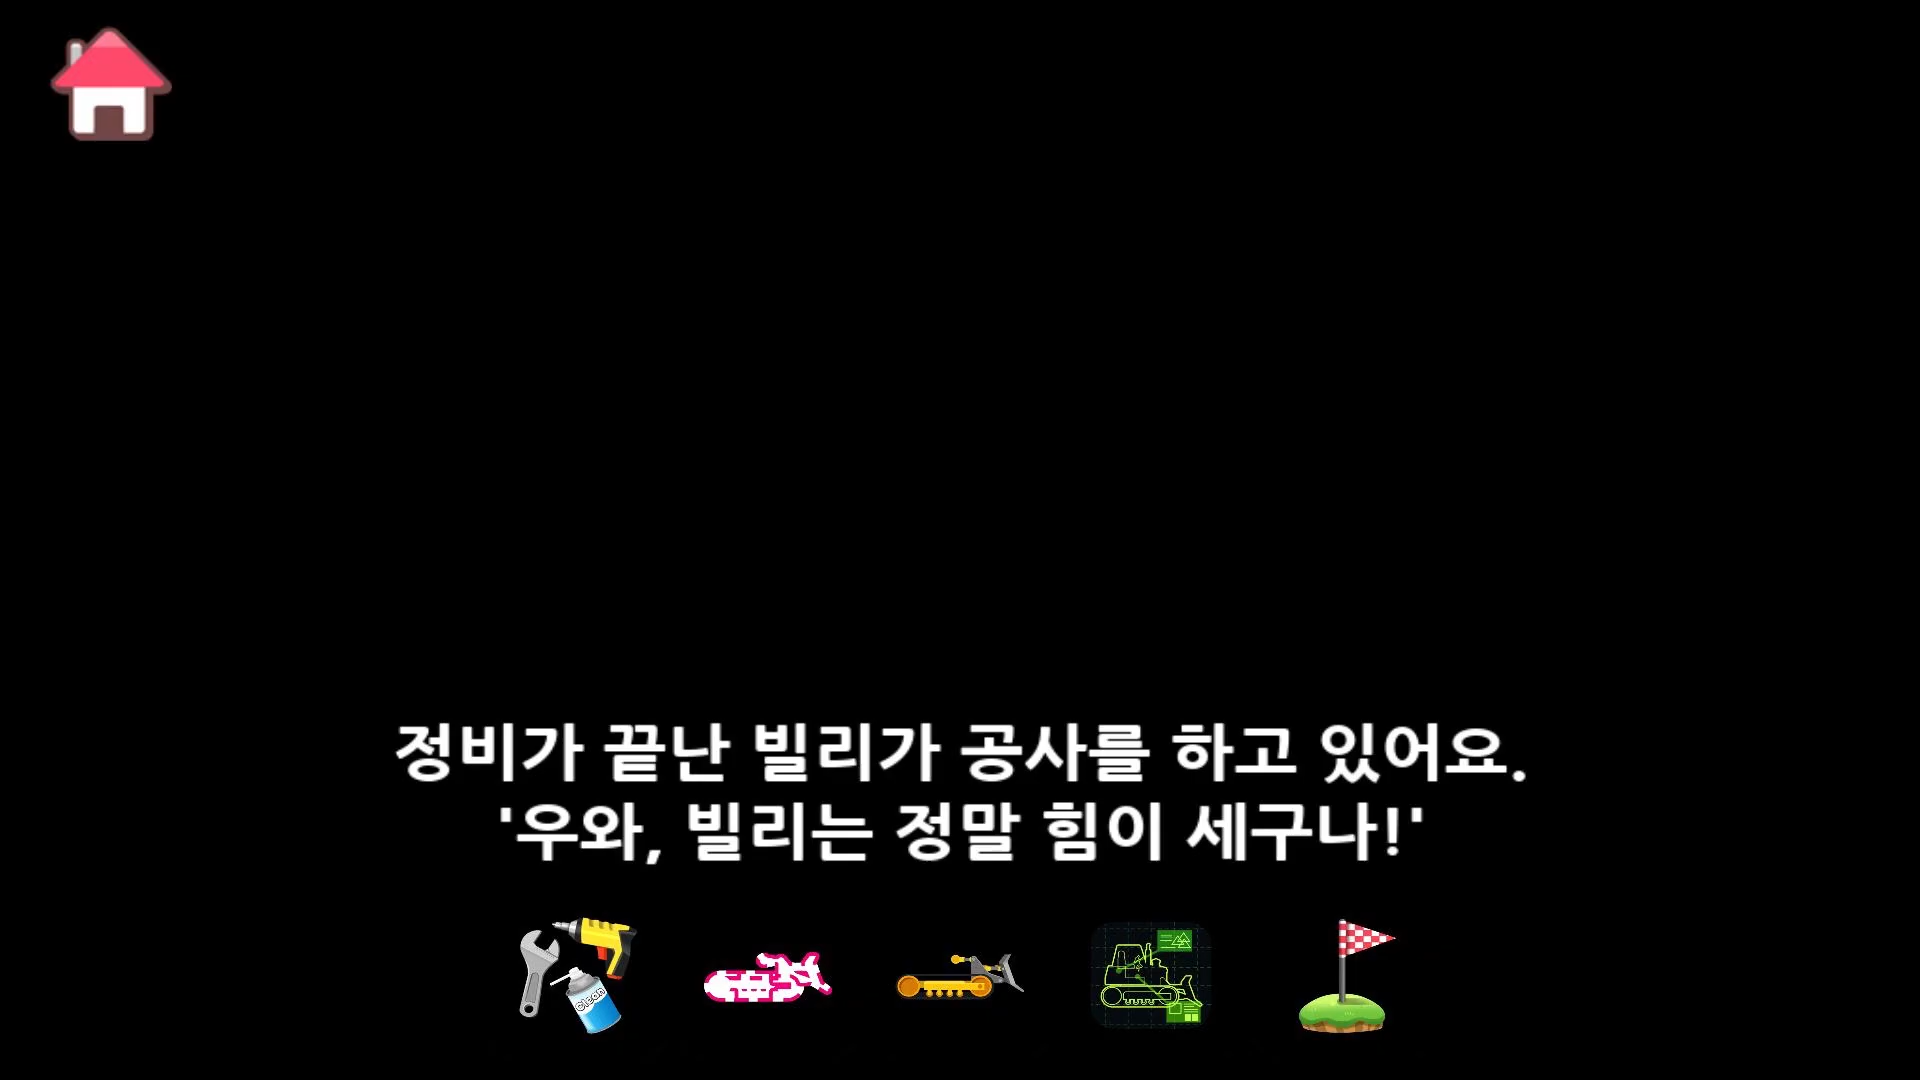 정비가 끝난 빌리가 공사를 하고 있어요.
'우와, 빌리는 정말 힘이 세구나!'
Clean